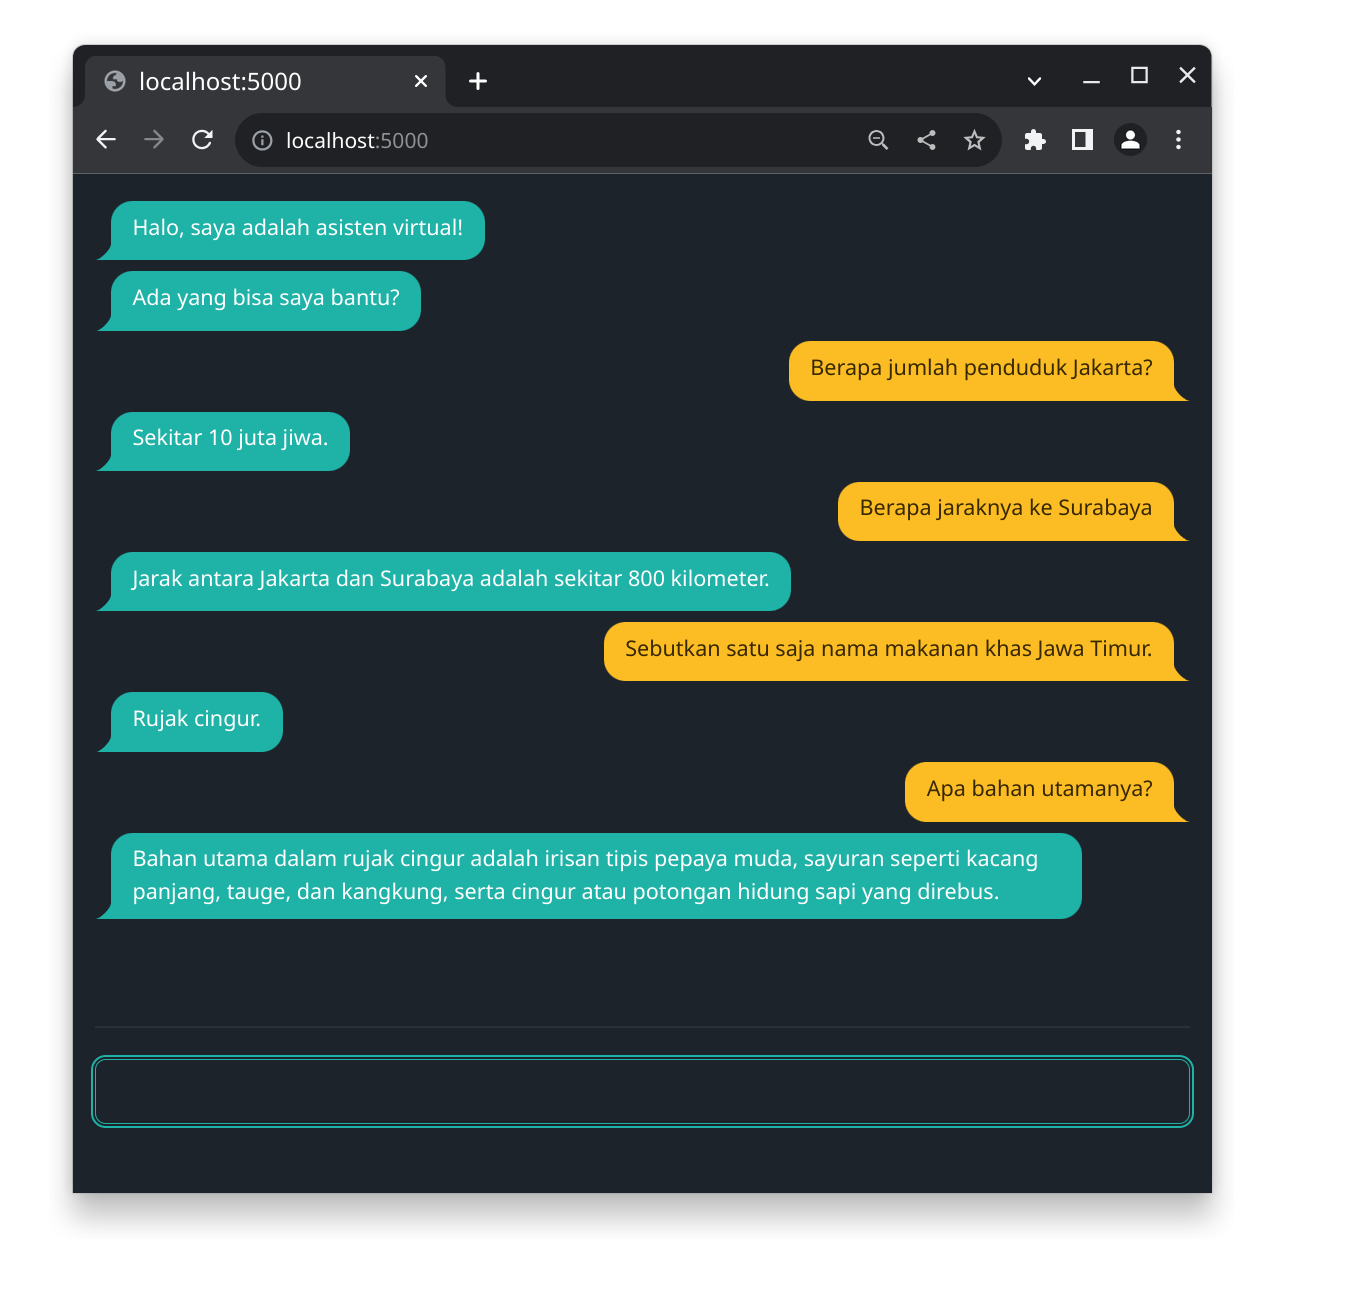 localhost:5000
localhost:5000
Halo, saya adalah asisten virtual!
Ada yang bisa saya bantu?
Berapa jumlah penduduk Jakarta?
Sekitar 10 juta jiwa.
Berapa jaraknya ke Surabaya
Jarak antara Jakarta dan Surabaya adalah sekitar 800 kilometer.
Sebutkan satu saja nama makanan khas Jawa Timur.
Rujak cingur.
Apa bahan utamanya?
Bahan utama dalam rujak cingur adalah irisan tipis pepaya muda, sayuran seperti kacang
panjang, tauge, dan kangkung, serta cingur atau potongan hidung sapi yang direbus.